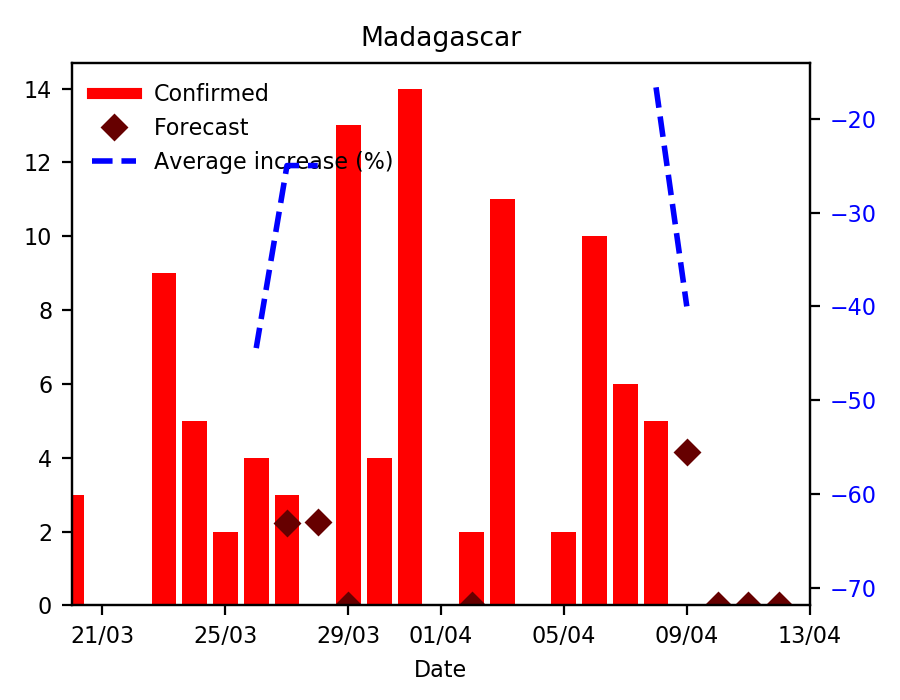 Madagascar
Confirmed
Forecast
Average increase (%)
14
12
10
8
6
4
2
0
−20
−30
−40
−50
−60
−70
21/03 25/03 29/03 01/04 05/04 09/04 13/04
Date